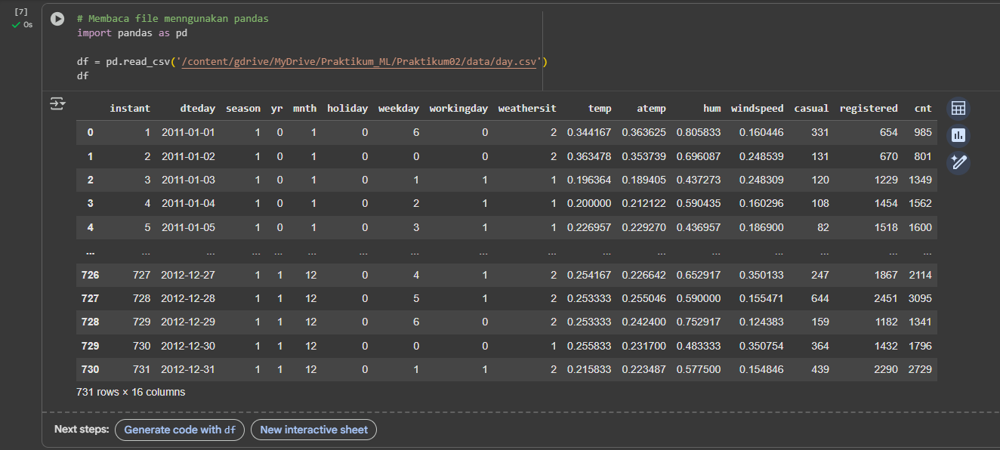 [7]
0s
# Membaca file menngunakan pandas
import pandas as pd
df = pd.read_csv('/content/gdrive/MyDrive/Praktikum_ML/Praktikum02/data/day.csv')
df
instant dteday season yr mnth holiday weekday workingday weathersit temp atemp hum windspeed casual registered cnt
0 1 2011-01-01 1 0 1 0 6 0 2 0.344167 0.363625 0.805833 0.160446 331 654 985
1 2 2011-01-02 1 0 1 0 0 0 2 0.363478 0.353739 0.696087 0.248539 131 670 801
2 3 2011-01-03 1 0 1 0 1 1 1 0.196364 0.189405 0.437273 0.248309 120 1229 1349
3 4 2011-01-04 1 0 1 0 2 1 1 0.200000 0.212122 0.590435 0.160296 108 1454 1562
4 5 2011-01-05 1 0 1 0 3 1 1 0.226957 0.229270 0.436957 0.186900 82 1518 1600
... ... ... ... ... ... ... ... ... ... ... ... ... ... ... ... ...
726 727 2012-12-27 1 1 12 0 4 1 2 0.254167 0.226642 0.652917 0.350133 247 1867 2114
727 728 2012-12-28 1 1 12 0 5 1 2 0.253333 0.255046 0.590000 0.155471 644 2451 3095
728 729 2012-12-29 1 1 12 0 6 0 2 0.253333 0.242400 0.752917 0.124383 159 1182 1341
729 730 2012-12-30 1 1 12 0 0 0 1 0.255833 0.231700 0.483333 0.350754 364 1432 1796
730 731 2012-12-31 1 1 12 0 1 1 2 0.215833 0.223487 0.577500 0.154846 439 2290 2729
731 rows × 16 columns
Next steps: Generate code with df New interactive sheet